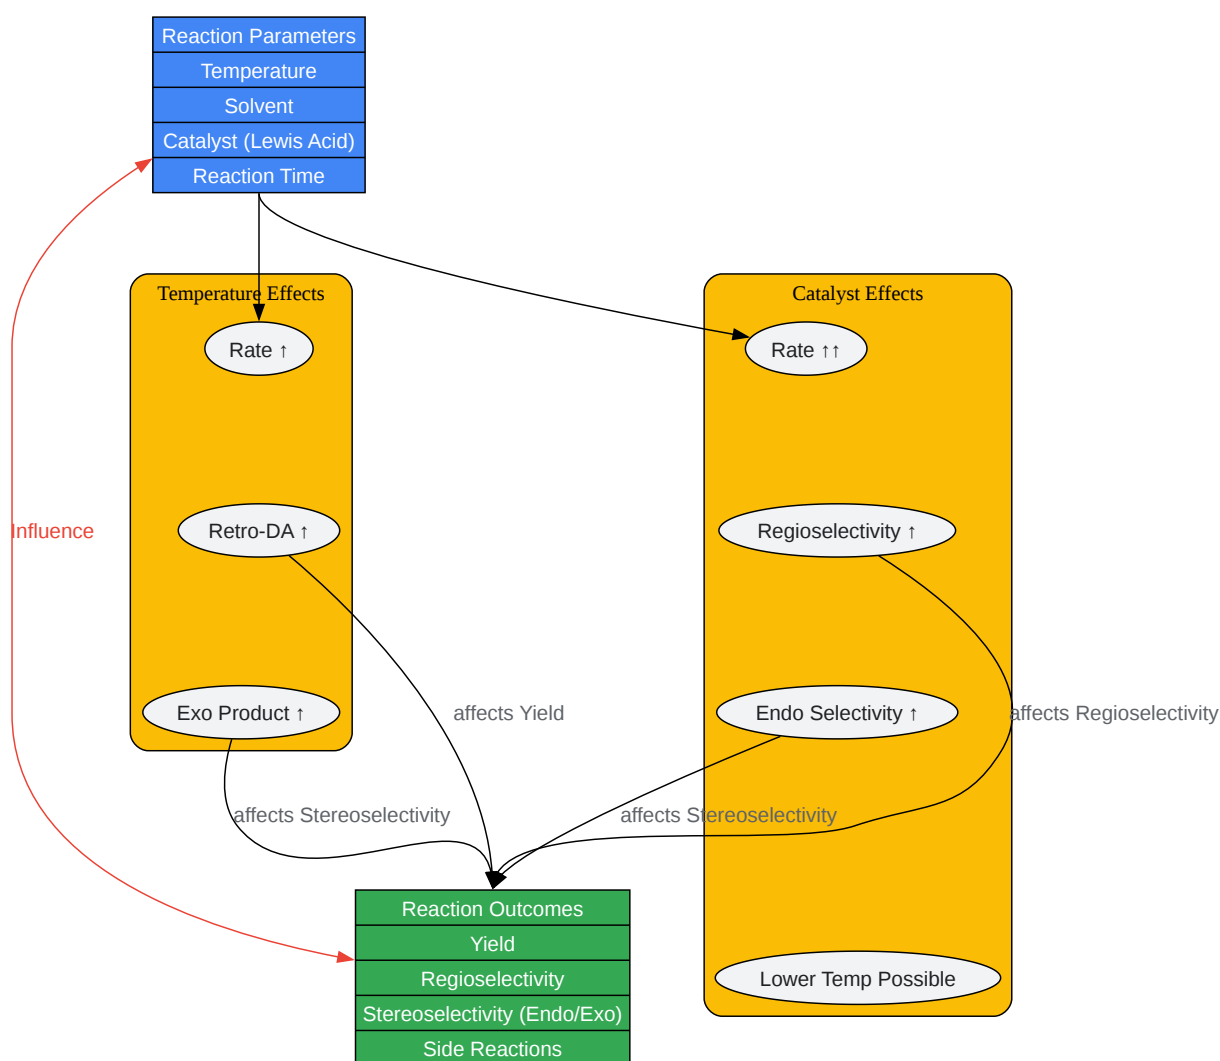 Reaction Parameters
Temperature
Solvent
Catalyst (Lewis Acid)
Reaction Time
Temperature Effects
Catalyst Effects
Rate ↑
Rate ↑↑
Influence
Retro-DA ↑
Regioselectivity ↑
Exo Product ↑
affects Yield
Endo Selectivity ↑
affects Regioselectivity
affects Stereoselectivity
affects Stereoselectivity
Reaction Outcomes
Yield
Regioselectivity
Stereoselectivity (Endo/Exo)
Side Reactions
Lower Temp Possible